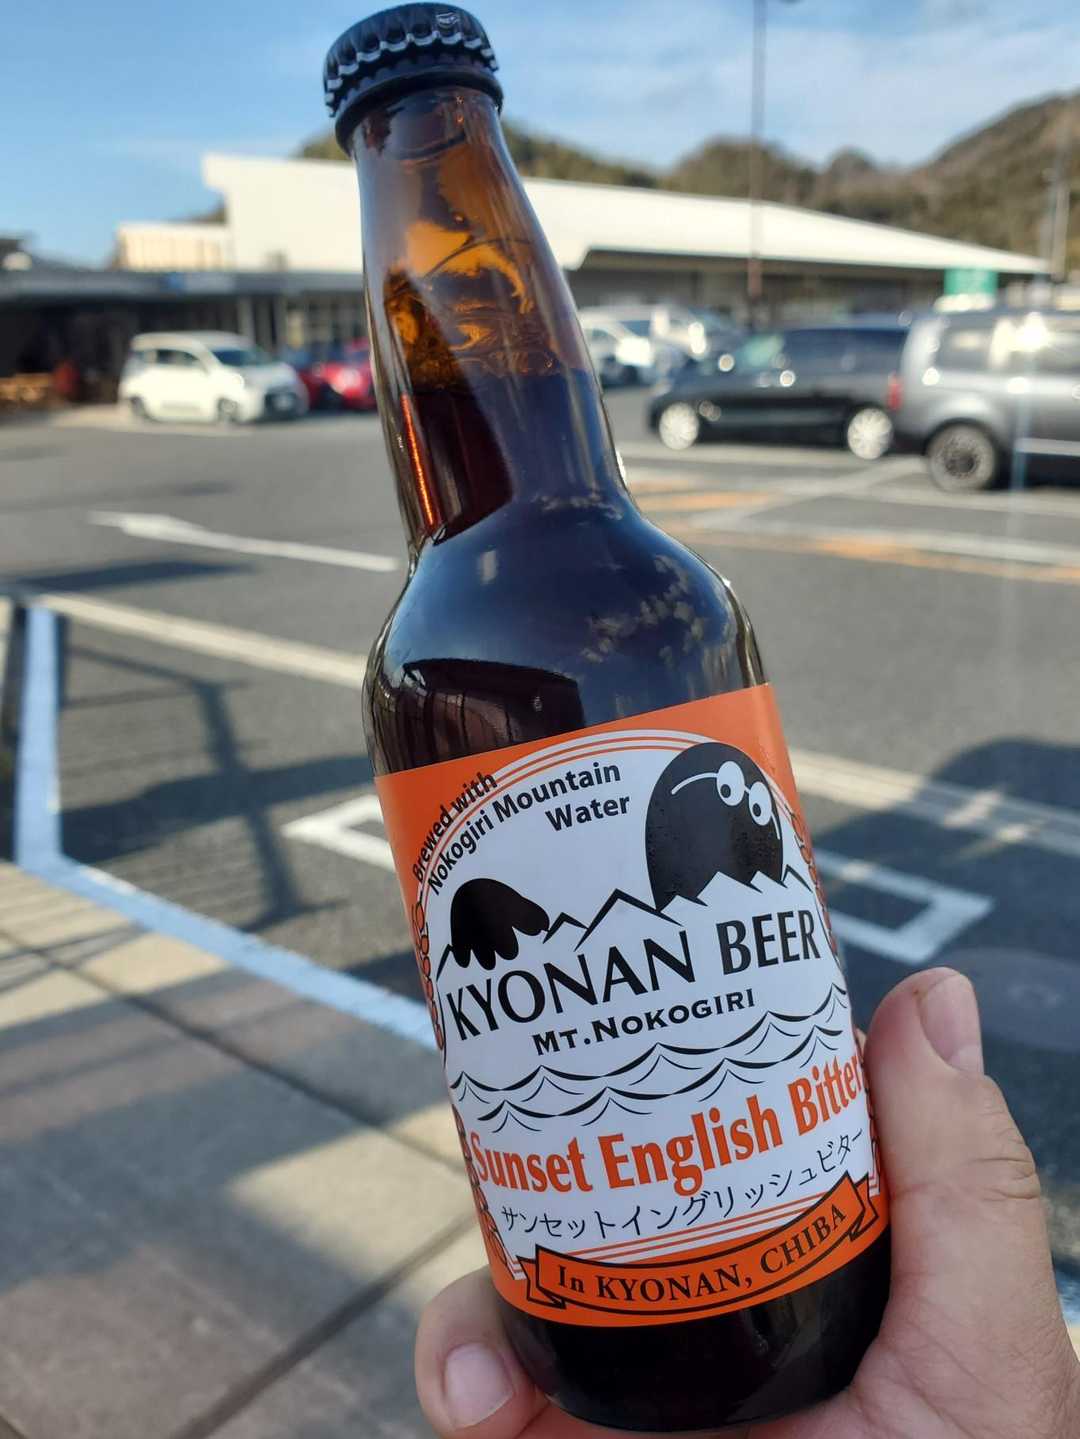 Brewed with
Nokogiri Mountain
Water
KYONAN BEER
MT.NOKOGIRI
Sunset English Bitter
サンセットイングリッシュビター
In KYONAN, CHIBA